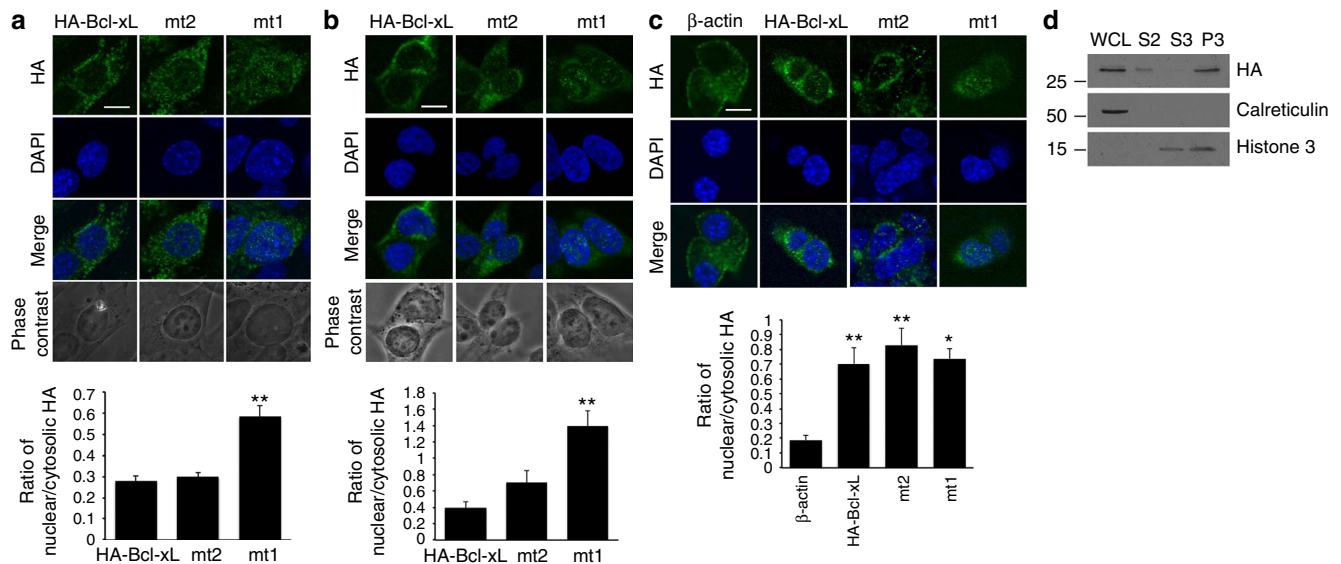 a
HA-Bcl-xL mt2 mt1
HA
DAPI
Merge
Phase contrast
Ratio of nuclear/cytosolic HA
0.7
0.6
0.5
0.4
0.3
0.2
0.1
0
**
HA-Bcl-xL mt2 mt1
b
HA-Bcl-xL mt2 mt1
HA
DAPI
Merge
Phase contrast
Ratio of nuclear/cytosolic HA
1.8
1.6
1.4
1.2
1
0.8
0.6
0.4
0.2
0
**
HA-Bcl-xL mt2 mt1
c
β-actin HA-Bcl-xL mt2 mt1
HA
DAPI
Merge
Ratio of nuclear/cytosolic HA
1
0.9
0.8
0.7
0.6
0.5
0.4
0.3
0.2
0.1
0
** ** *
β-actin
HA-Bcl-xL
mt2
mt1
d
WCL S2 S3 P3
25 HA
50 Calreticulin
15 Histone 3